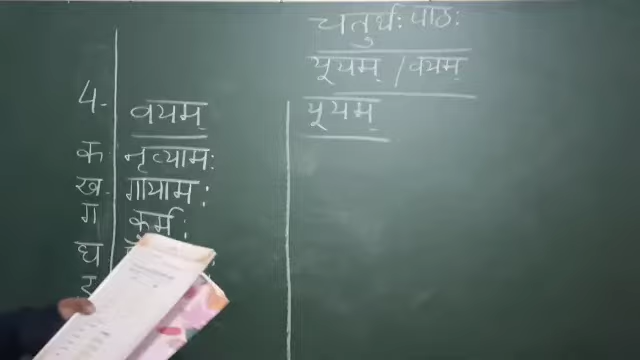 चतुर्थः पाठः
यूयम् / वयम्
4- वयम्
यूयम्
क नृत्यामः
ख- गायामः
ग कुर्मः
घ